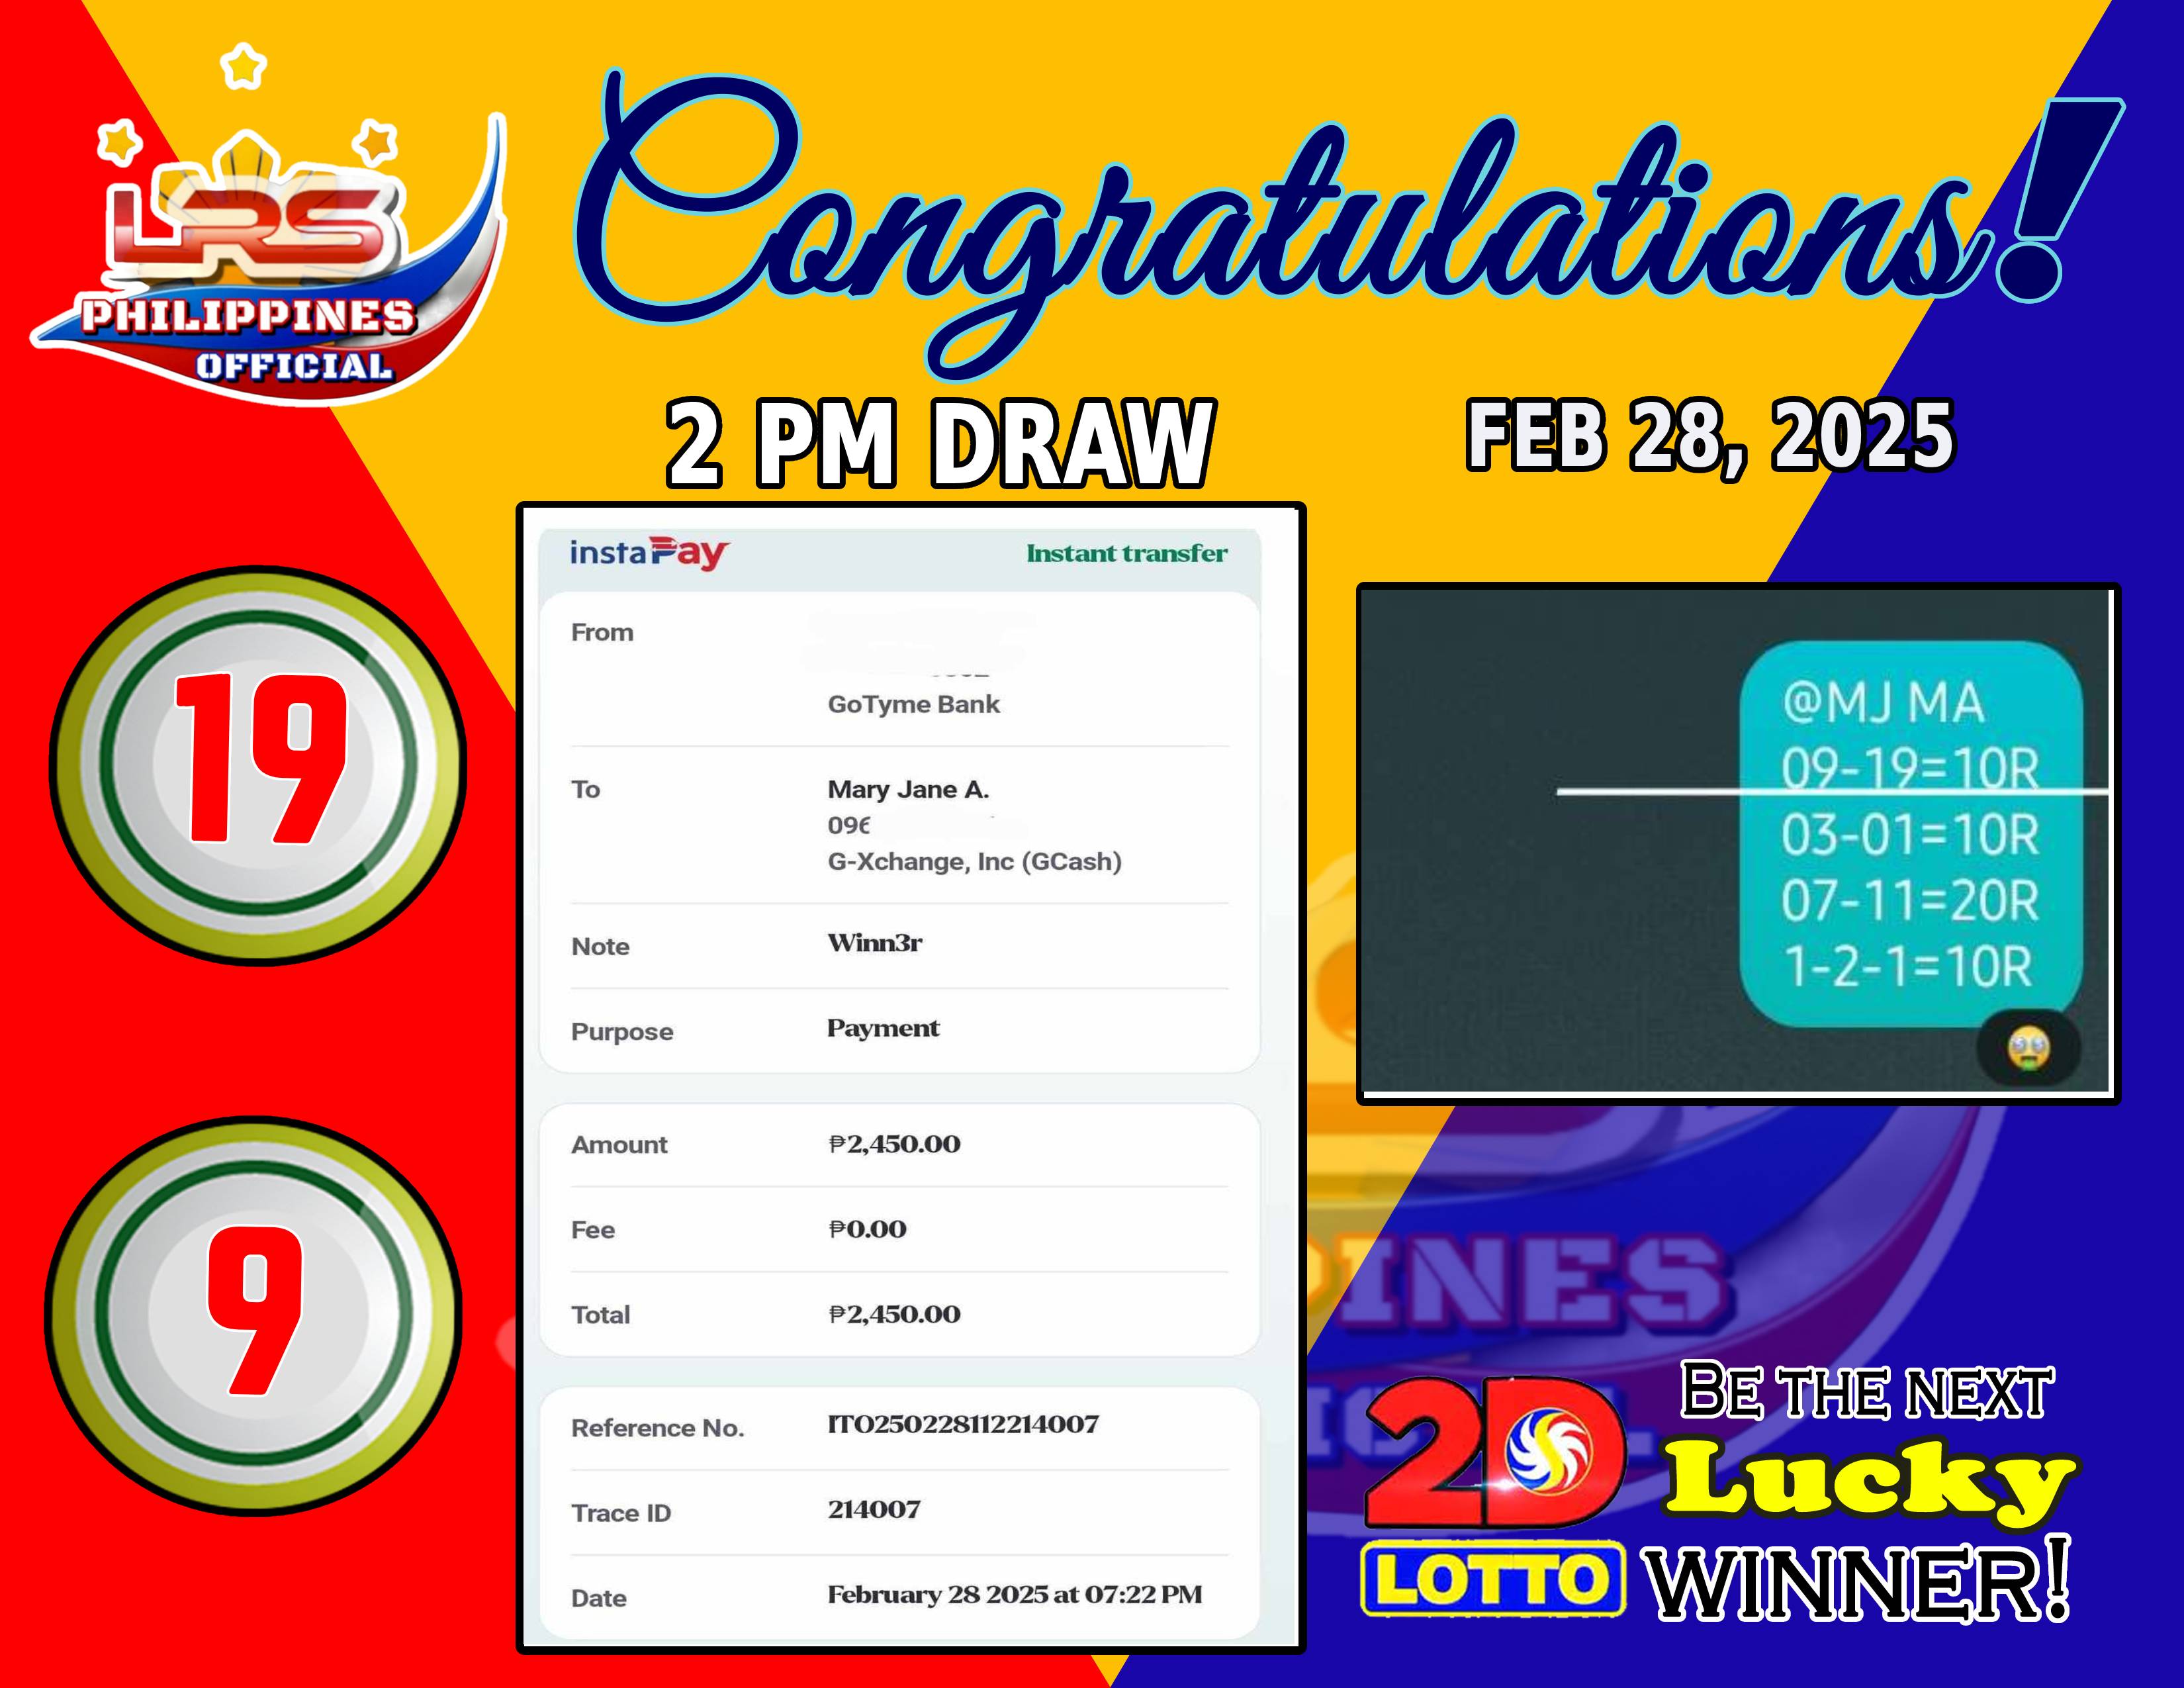 LRS
PHILIPPINES
OFFICIAL
Congratulations!
2 PM DRAW
FEB 28, 2025
19
9
instaPay
Instant transfer
From
GoTyme Bank
To
Mary Jane A.
09€
G-Xchange, Inc (GCash)
Note
Winn3r
Purpose
Payment
Amount
₱2,450.00
Fee
₱0.00
Total
₱2,450.00
Reference No.
ITO250228112214007
Trace ID
214007
Date
February 28 2025 at 07:22 PM
@MJ MA
09-19=10R
03-01=10R
07-11=20R
1-2-1=10R
PINES
2D
LOTTO
BE THE NEXT
Lucky
WINNER!